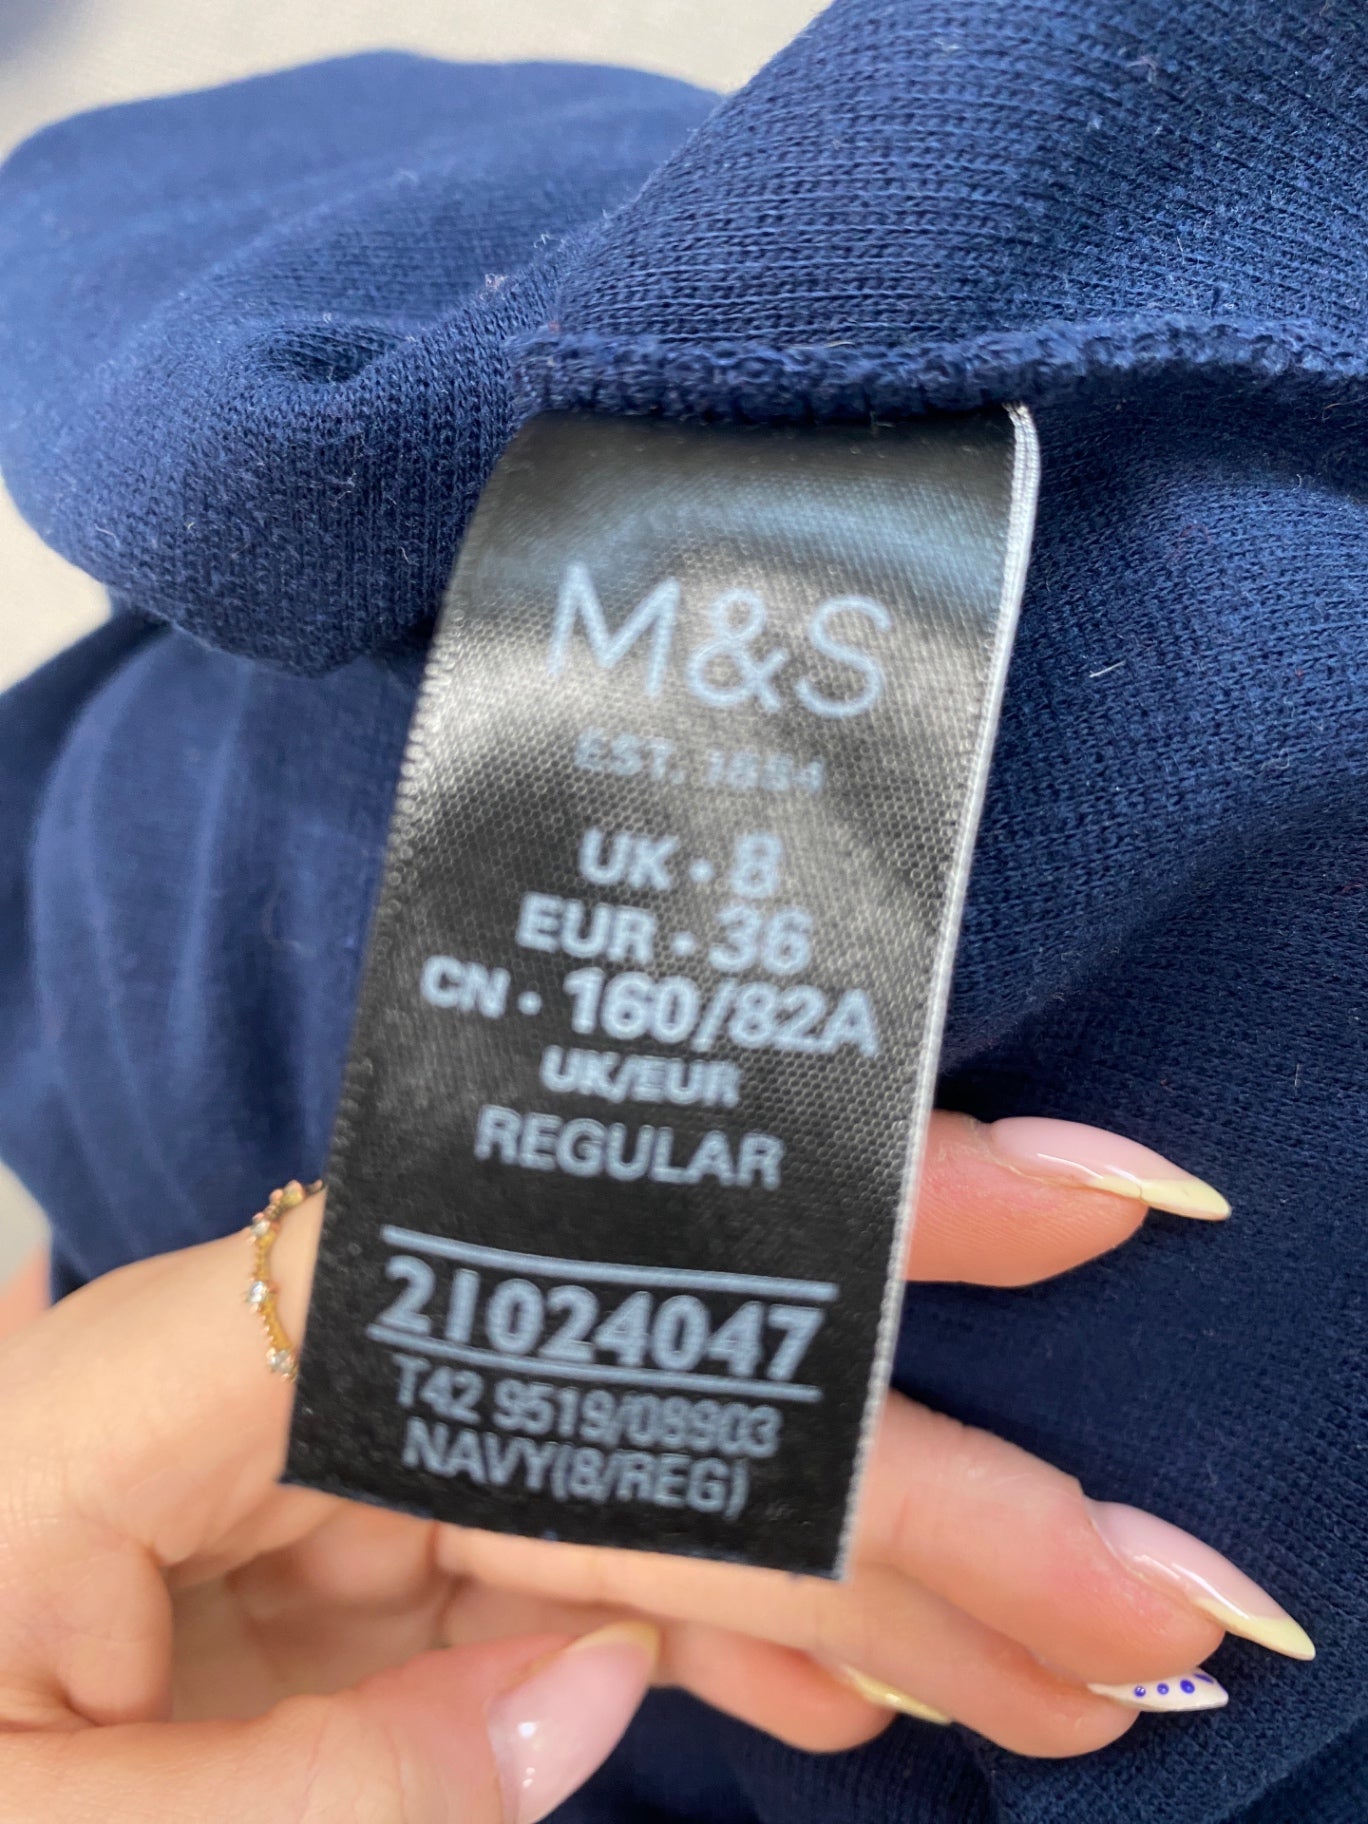 M&S
EST. 1884
UK • 8
EUR • 36
CN • 160/82A
UK/EUR
REGULAR
21024047
T42 9519/08903
NAVY(8/REG)